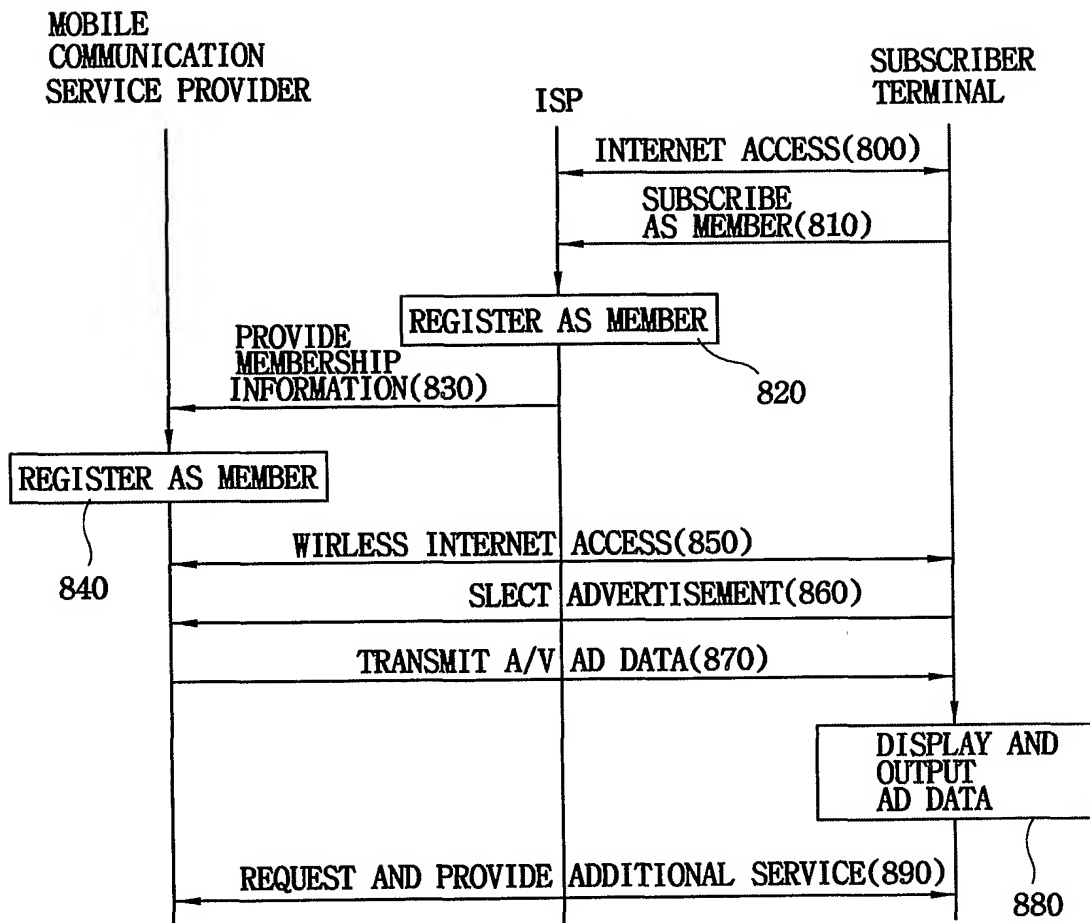 MOBILE
COMMUNICATION
SERVICE PROVIDER
ISP
SUBSCRIBER
TERMINAL
INTERNET ACCESS(800)
SUBSCRIBE
AS MEMBER(810)
REGISTER AS MEMBER
820
PROVIDE
MEMBERSHIP
INFORMATION(830)
REGISTER AS MEMBER
840
WIRLESS INTERNET ACCESS(850)
SLECT ADVERTISEMENT(860)
TRANSMIT A/V AD DATA(870)
DISPLAY AND
OUTPUT
AD DATA
880
REQUEST AND PROVIDE ADDITIONAL SERVICE(890)